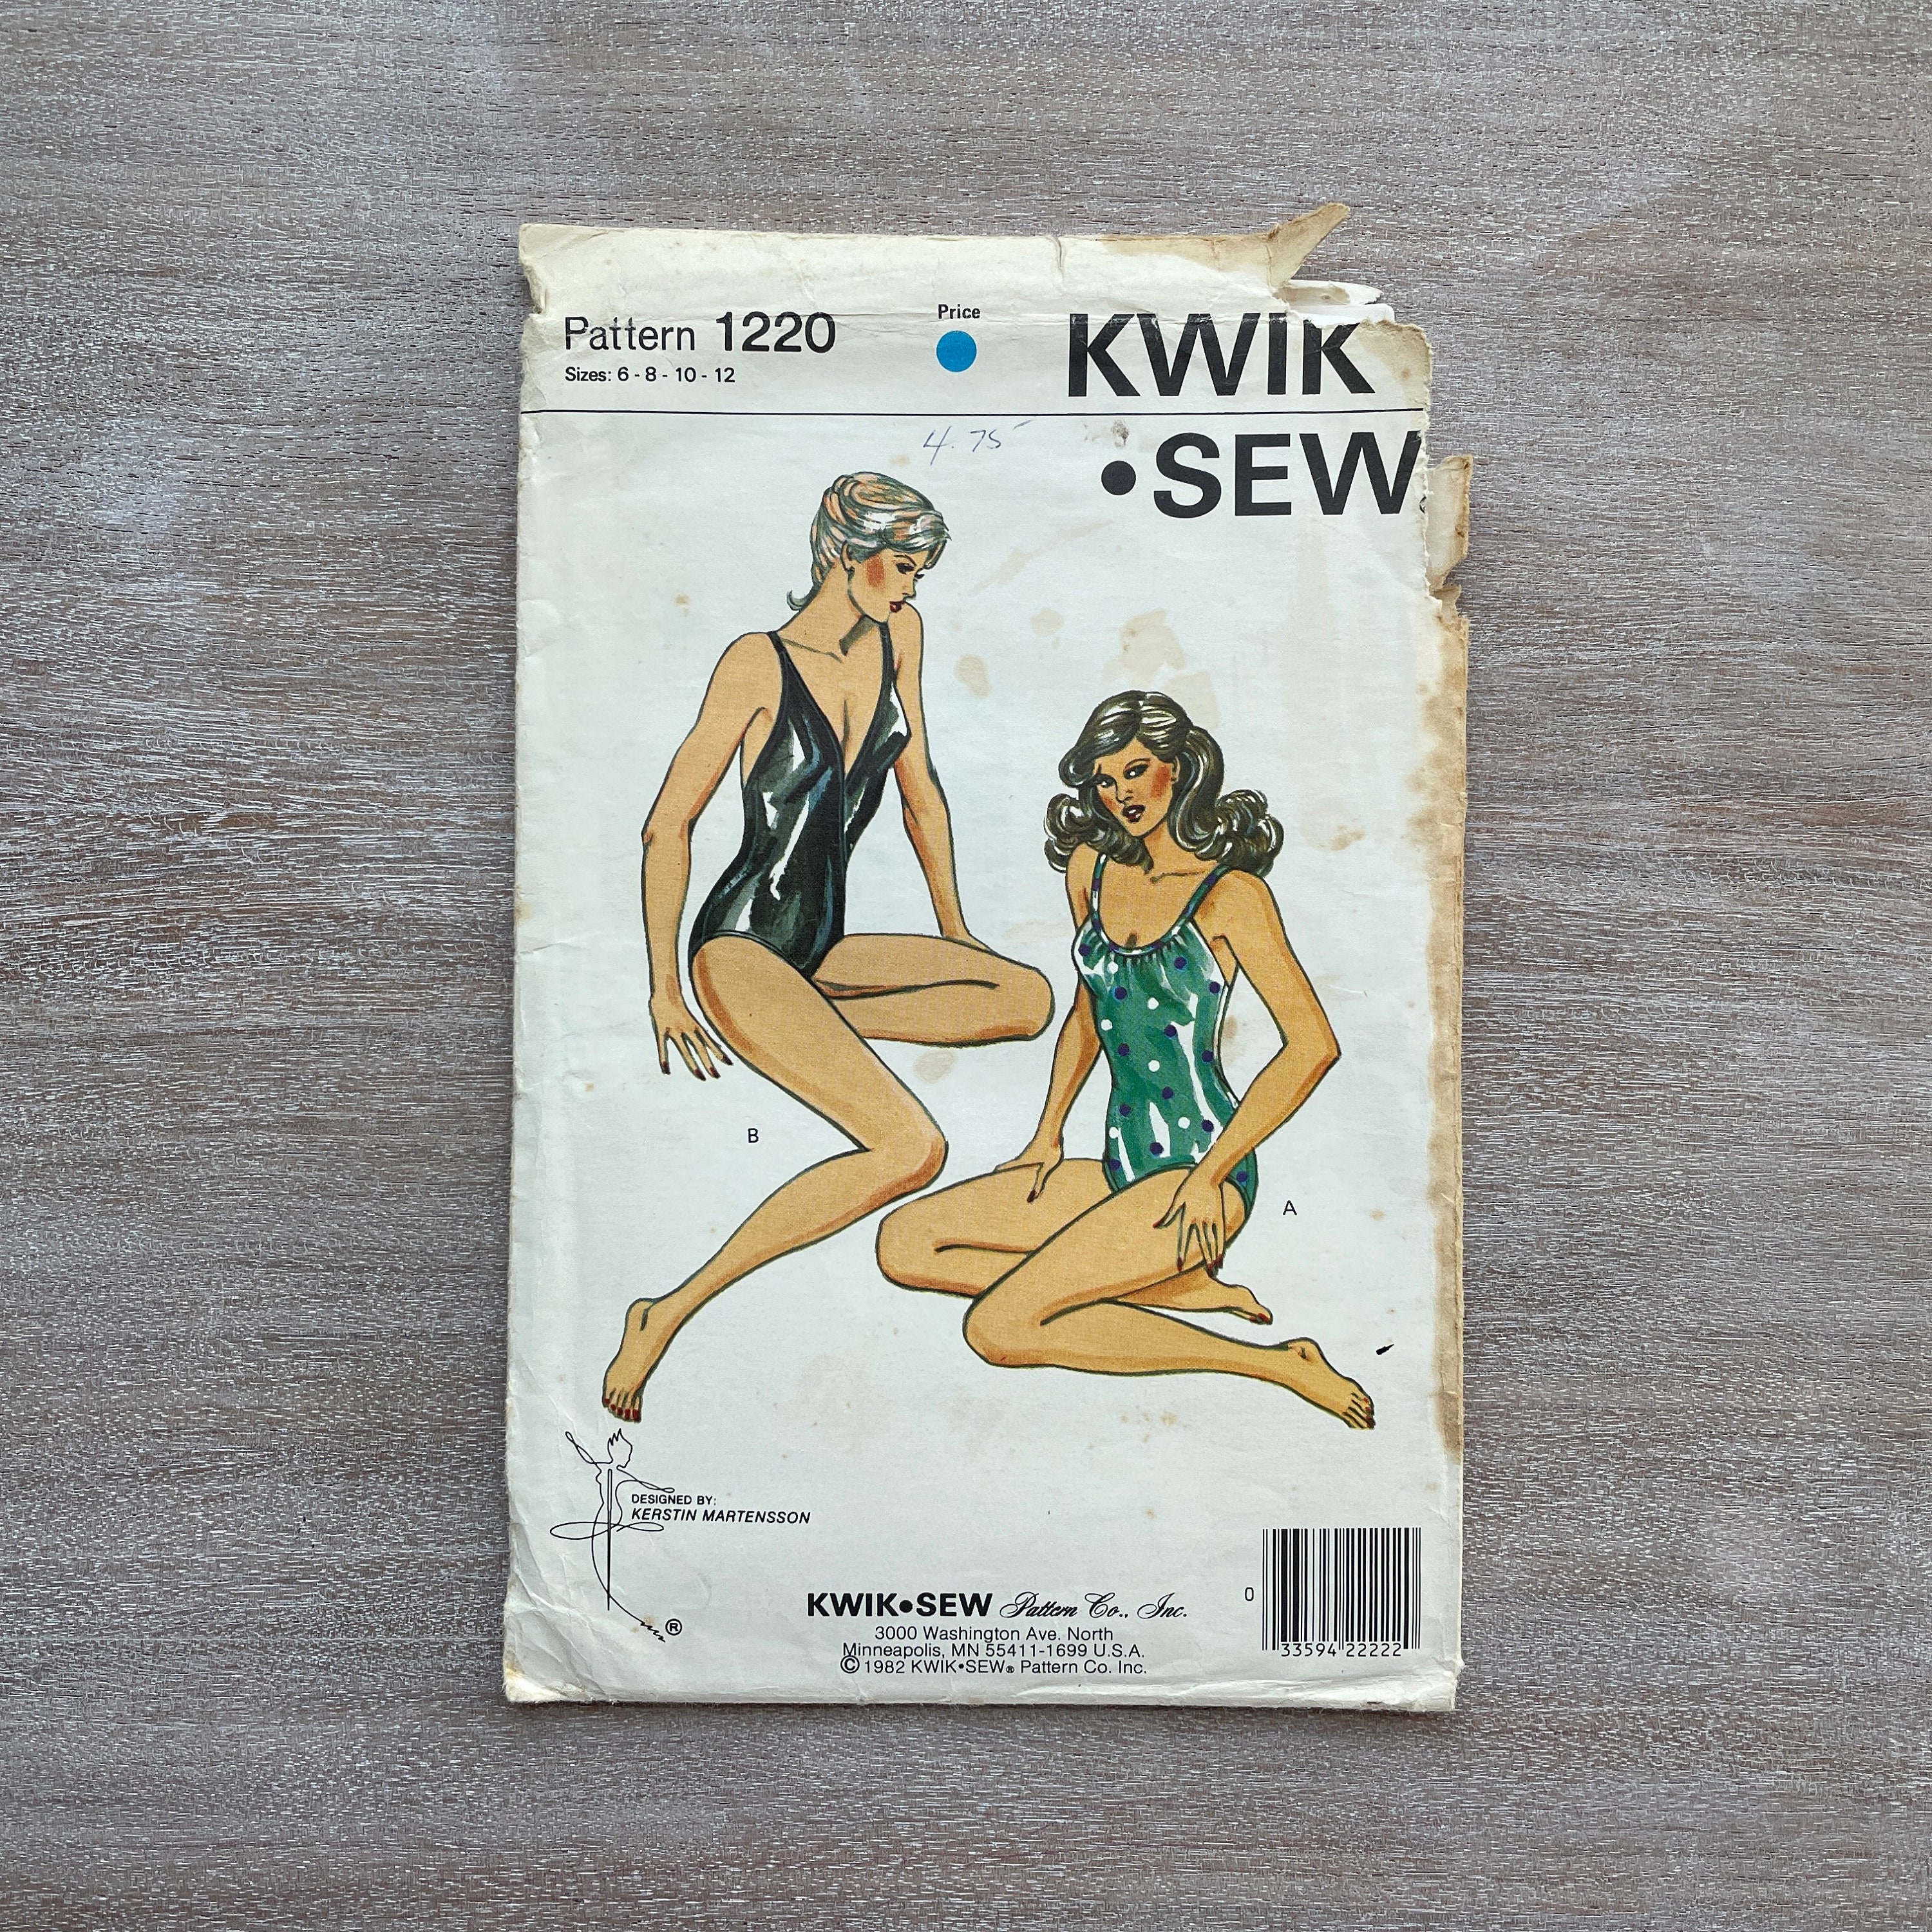 Pattern 1220
Sizes: 6 - 8 - 10 - 12
Price
KWIK
•SEW
4.75
B
A
DESIGNED BY:
KERSTIN MARTENSSON
®
KWIK•SEW Pattern Co., Inc.
3000 Washington Ave. North
Minneapolis, MN 55411-1699 U.S.A.
© 1982 KWIK•SEW® Pattern Co. Inc.
0
33594 22222